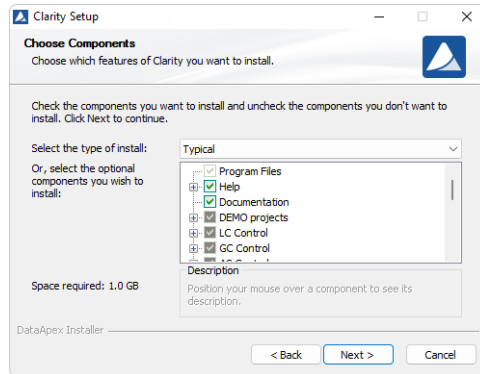 Clarity Setup
Choose Components
Choose which features of Clarity you want to install.
Check the components you want to install and uncheck the components you don't want to
install. Click Next to continue.
Select the type of install:
Typical
Or, select the optional
components you wish to
install:
Program Files
Help
Documentation
DEMO projects
LC Control
GC Control
Space required: 1.0 GB
Description
Position your mouse over a component to see its
description.
DataApex Installer
< Back
Next >
Cancel